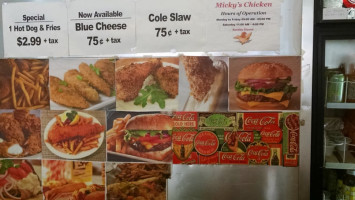 Special
1 Hot Dog & Fries
$2.99 + tax
Now Available
Blue Cheese
75¢ + tax
Cole Slaw
75¢ + tax
Micky's Chicken
Hours of Operation
Coca-Cola
Coca-Cola
Coca-Cola